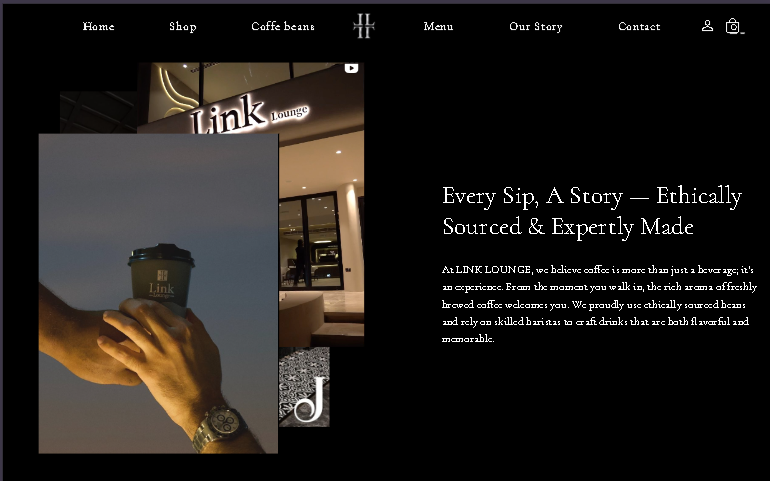 Home
Shop
Coffe beans
Menu
Our Story
Contact
Link Lounge
Link
Every Sip, A Story — Ethically
Sourced & Expertly Made
At LINK LOUNGE, we believe coffee is more than just a beverage; it's
an experience. From the moment you walk in, the rich aroma of freshly
brewed coffee welcomes you. We proudly use ethically sourced beans
and rely on skilled baristas to craft drinks that are both flavorful and
memorable.
J